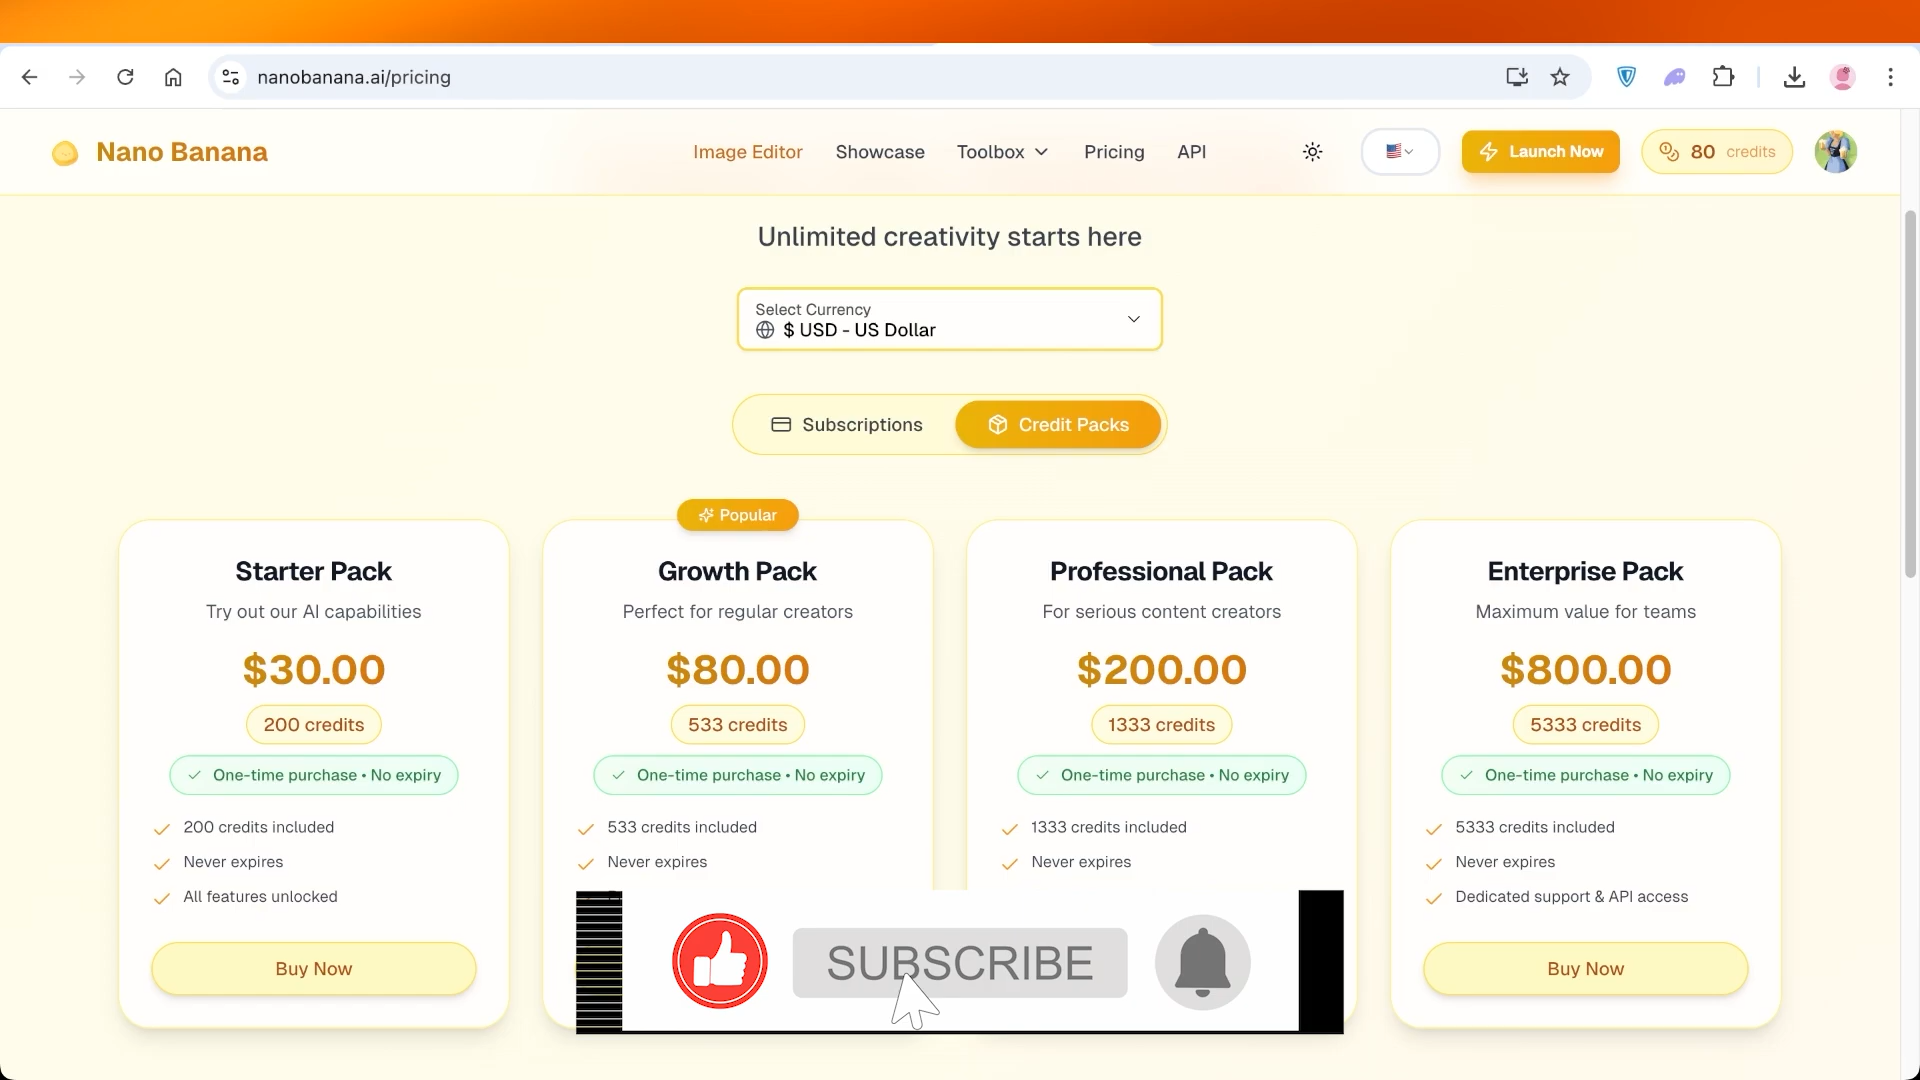 nanobanana.ai/pricing
Nano Banana
Image Editor
Showcase
Toolbox
Pricing
API
Launch Now
80 credits
Unlimited creativity starts here
Select Currency
$ USD - US Dollar
Subscriptions
Credit Packs
Starter Pack
Try out our AI capabilities
$30.00
200 credits
One-time purchase • No expiry
200 credits included
Never expires
All features unlocked
Buy Now
Popular
Growth Pack
Perfect for regular creators
$80.00
533 credits
One-time purchase • No expiry
533 credits included
Never expires
Professional Pack
For serious content creators
$200.00
1333 credits
One-time purchase • No expiry
1333 credits included
Never expires
Enterprise Pack
Maximum value for teams
$800.00
5333 credits
One-time purchase • No expiry
5333 credits included
Never expires
Dedicated support & API access
Buy Now
SUBSCRIBE